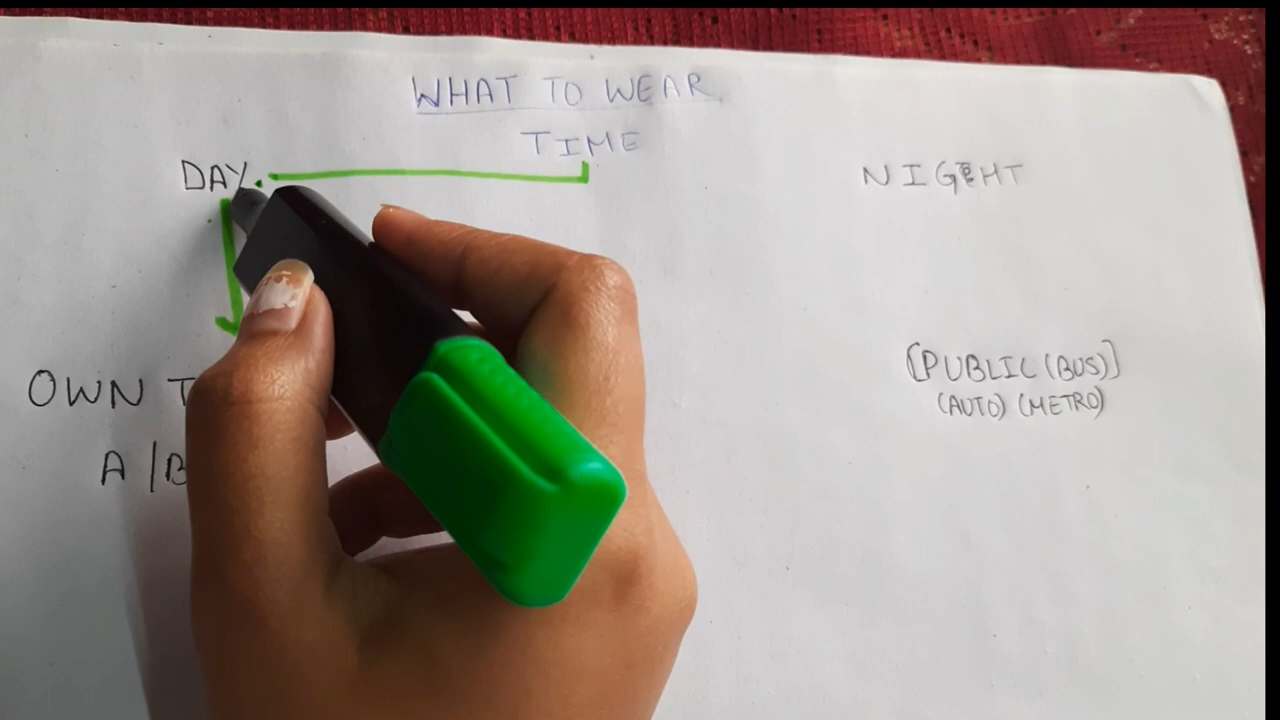 WHAT TO WEAR
TIME
DAY
NIGHT
OWN
[PUBLIC (BUS)]
(AUTO) (METRO)
A /B